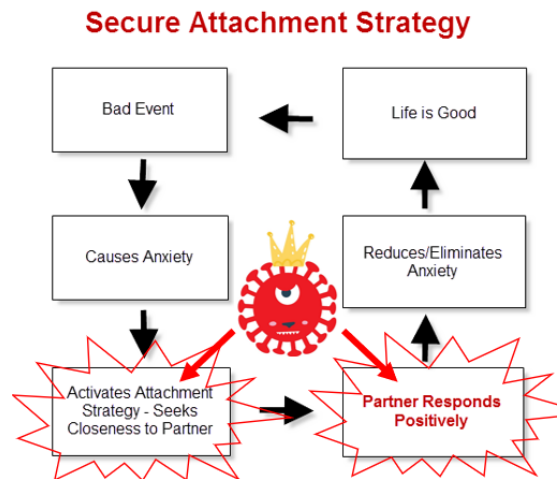 Secure Attachment Strategy
Bad Event
Life is Good
Causes Anxiety
Reduces/Eliminates
Anxiety
Activates Attachment
Strategy - Seeks
Closeness to Partner
Partner Responds
Positively